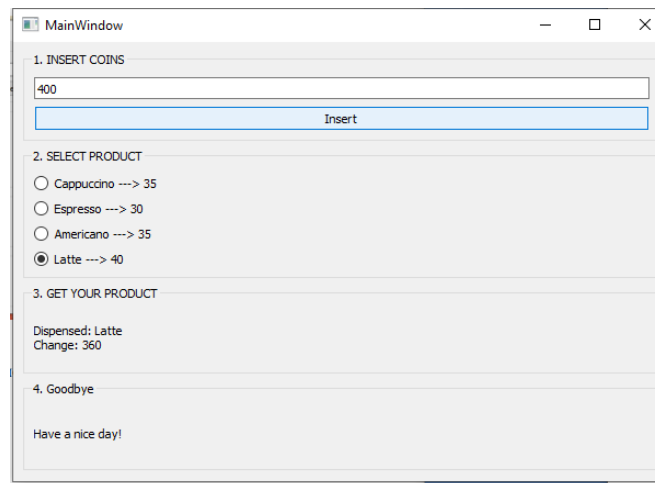 MainWindow
1. INSERT COINS
400
Insert
2. SELECT PRODUCT
Cappuccino ---> 35
Espresso ---> 30
Americano ---> 35
Latte ---> 40
3. GET YOUR PRODUCT
Dispensed: Latte
Change: 360
4. Goodbye
Have a nice day!